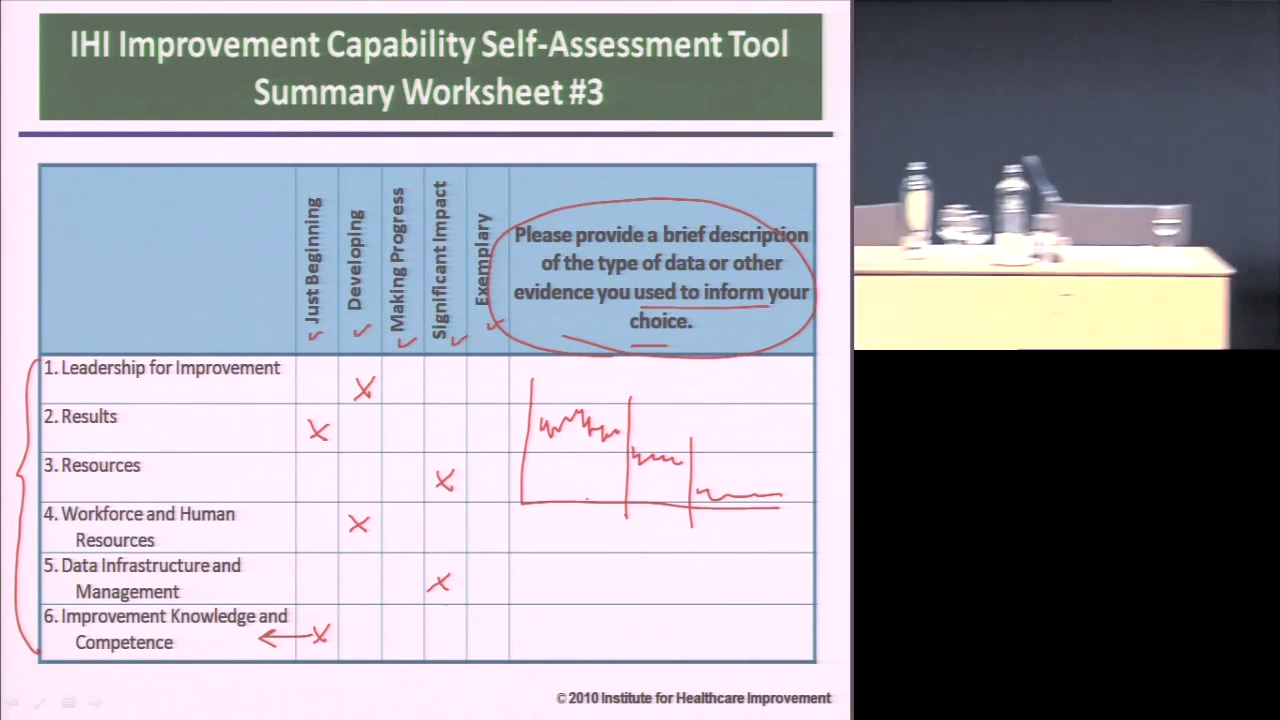 IHI Improvement Capability Self-Assessment Tool
Summary Worksheet #3
Just Beginning
Developing
Making Progress
Significant Impact
Exemplary
Please provide a brief description
of the type of data or other
evidence you used to inform your
choice.
1. Leadership for Improvement
X
2. Results
X
3. Resources
X
4. Workforce and Human
Resources
X
5. Data Infrastructure and
Management
X
6. Improvement Knowledge and
Competence
X
© 2010 Institute for Healthcare Improvement